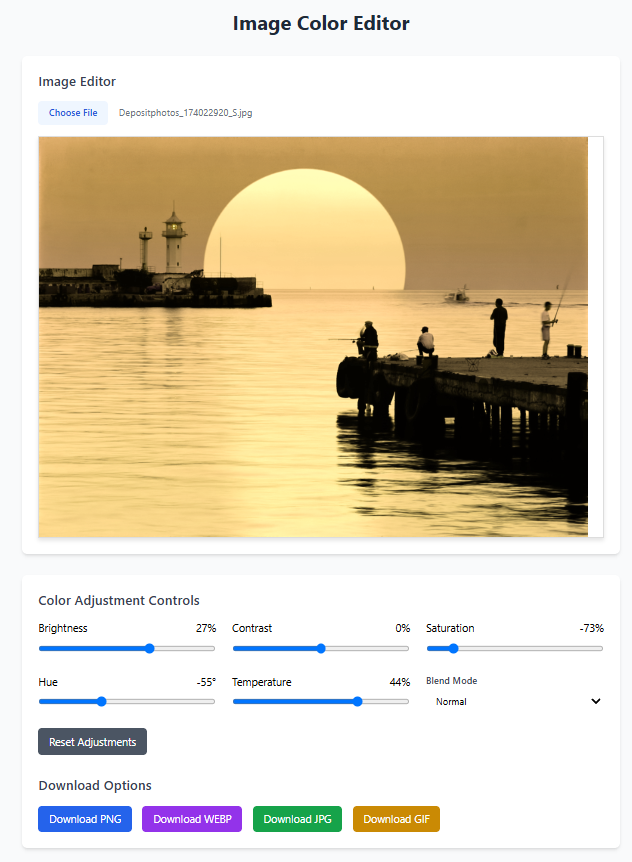 Image Color Editor
Image Editor
Choose File Depositphotos_174022920_S.jpg
Color Adjustment Controls
Brightness 27% Contrast 0% Saturation -73%
Hue -55° Temperature 44% Blend Mode
Normal
Reset Adjustments
Download Options
Download PNG Download WEBP Download JPG Download GIF